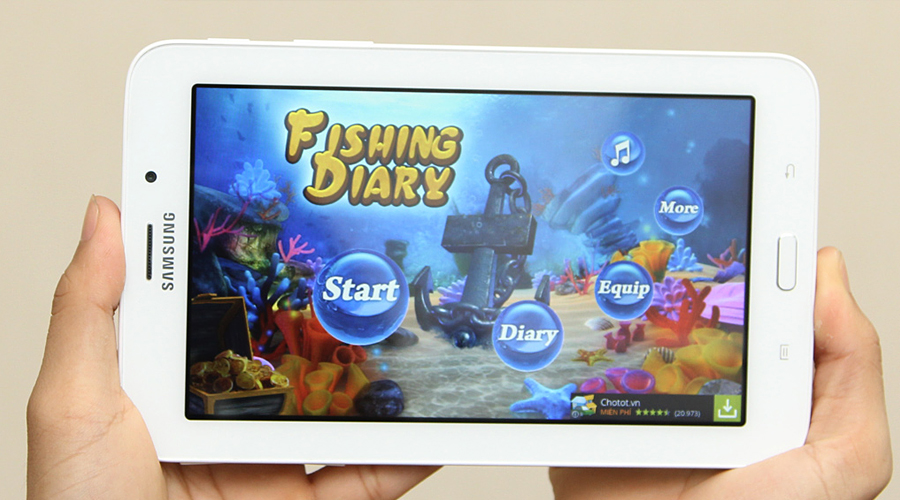 SAMSUNG
FISHING
DIARY
More
Start
Equip
Diary
Chotot.vn
MIỄN PHÍ (20.973)